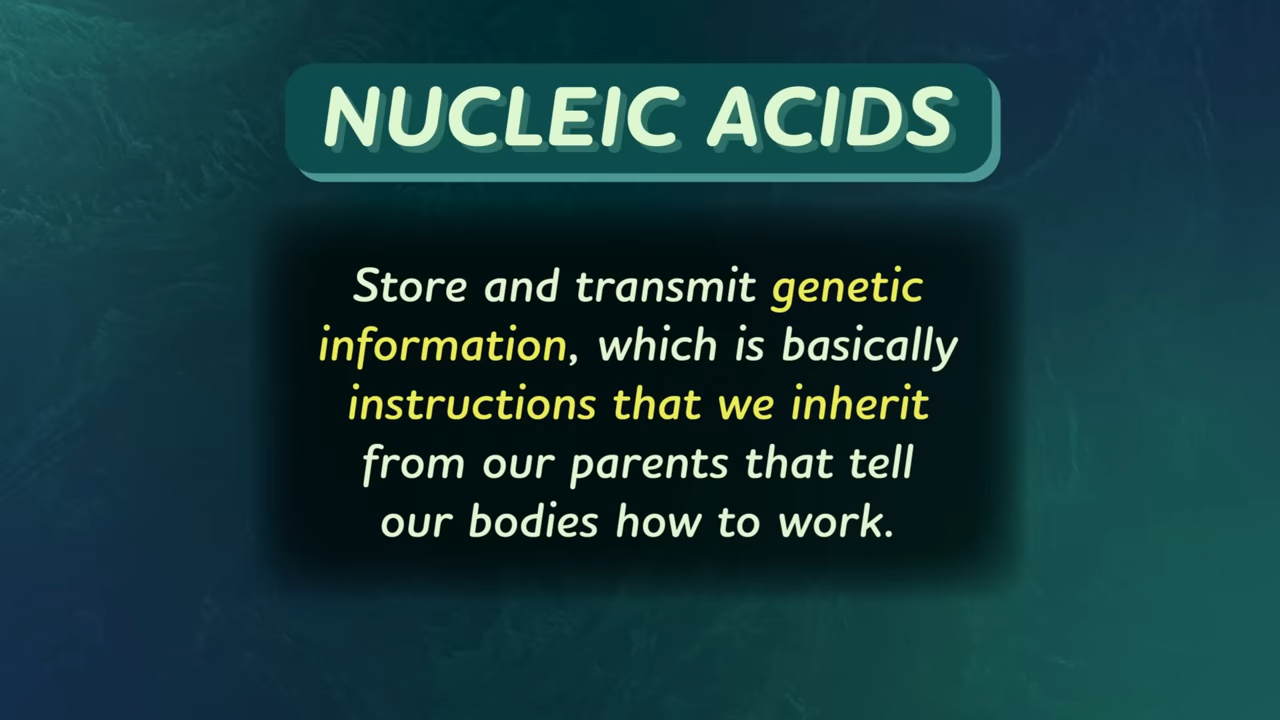 NUCLEIC ACIDS
Store and transmit genetic
information, which is basically
instructions that we inherit
from our parents that tell
our bodies how to work.